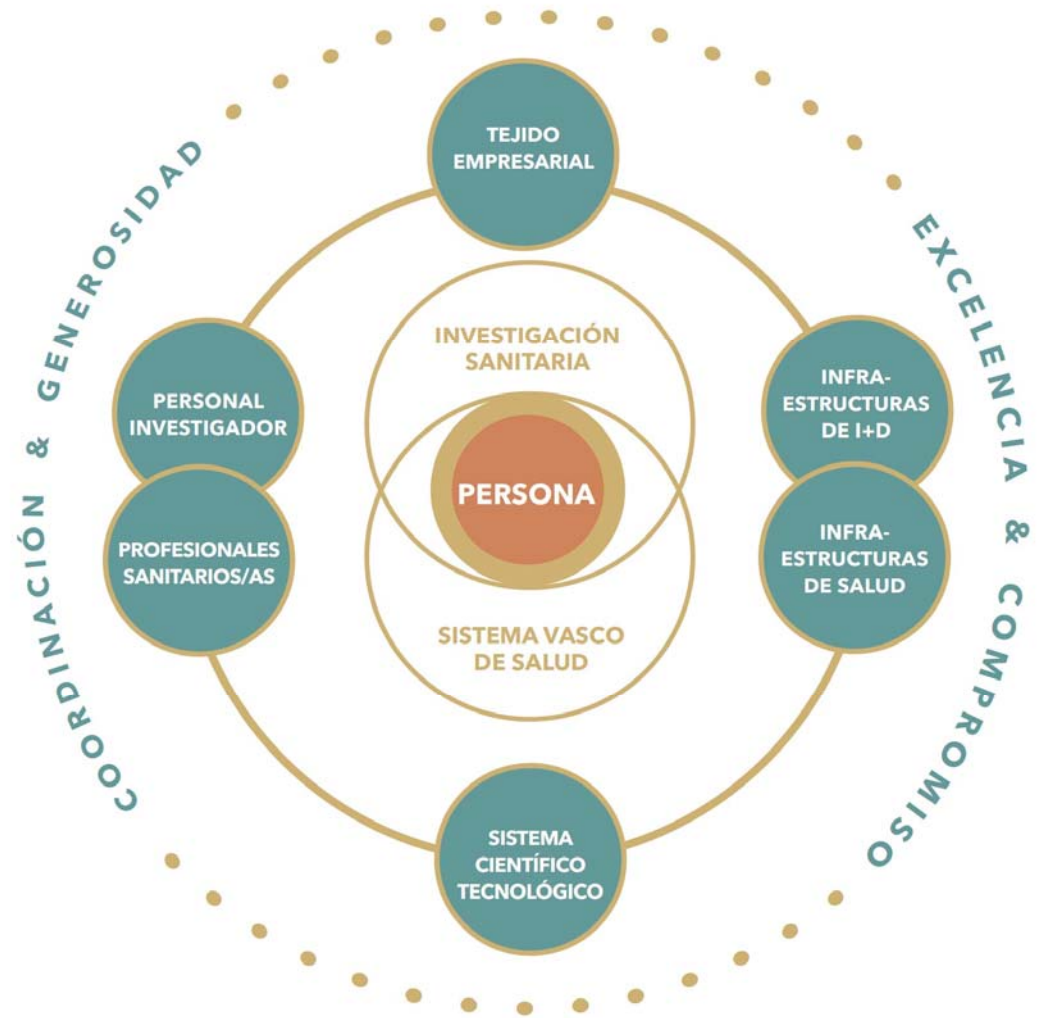 TEJIDO
EMPRESARIAL
COORDINACIÓN & GENEROSIDAD
EXCELENCIA & COMPROMISO
INVESTIGACIÓN
SANITARIA
PERSONAL
INVESTIGADOR
INFRA-
ESTRUCTURAS
DE I+D
PERSONA
PROFESIONALES
SANITARIOS/AS
INFRA-
ESTRUCTURAS
DE SALUD
SISTEMA VASCO
DE SALUD
SISTEMA
CIENTÍFICO
TECNOLÓGICO